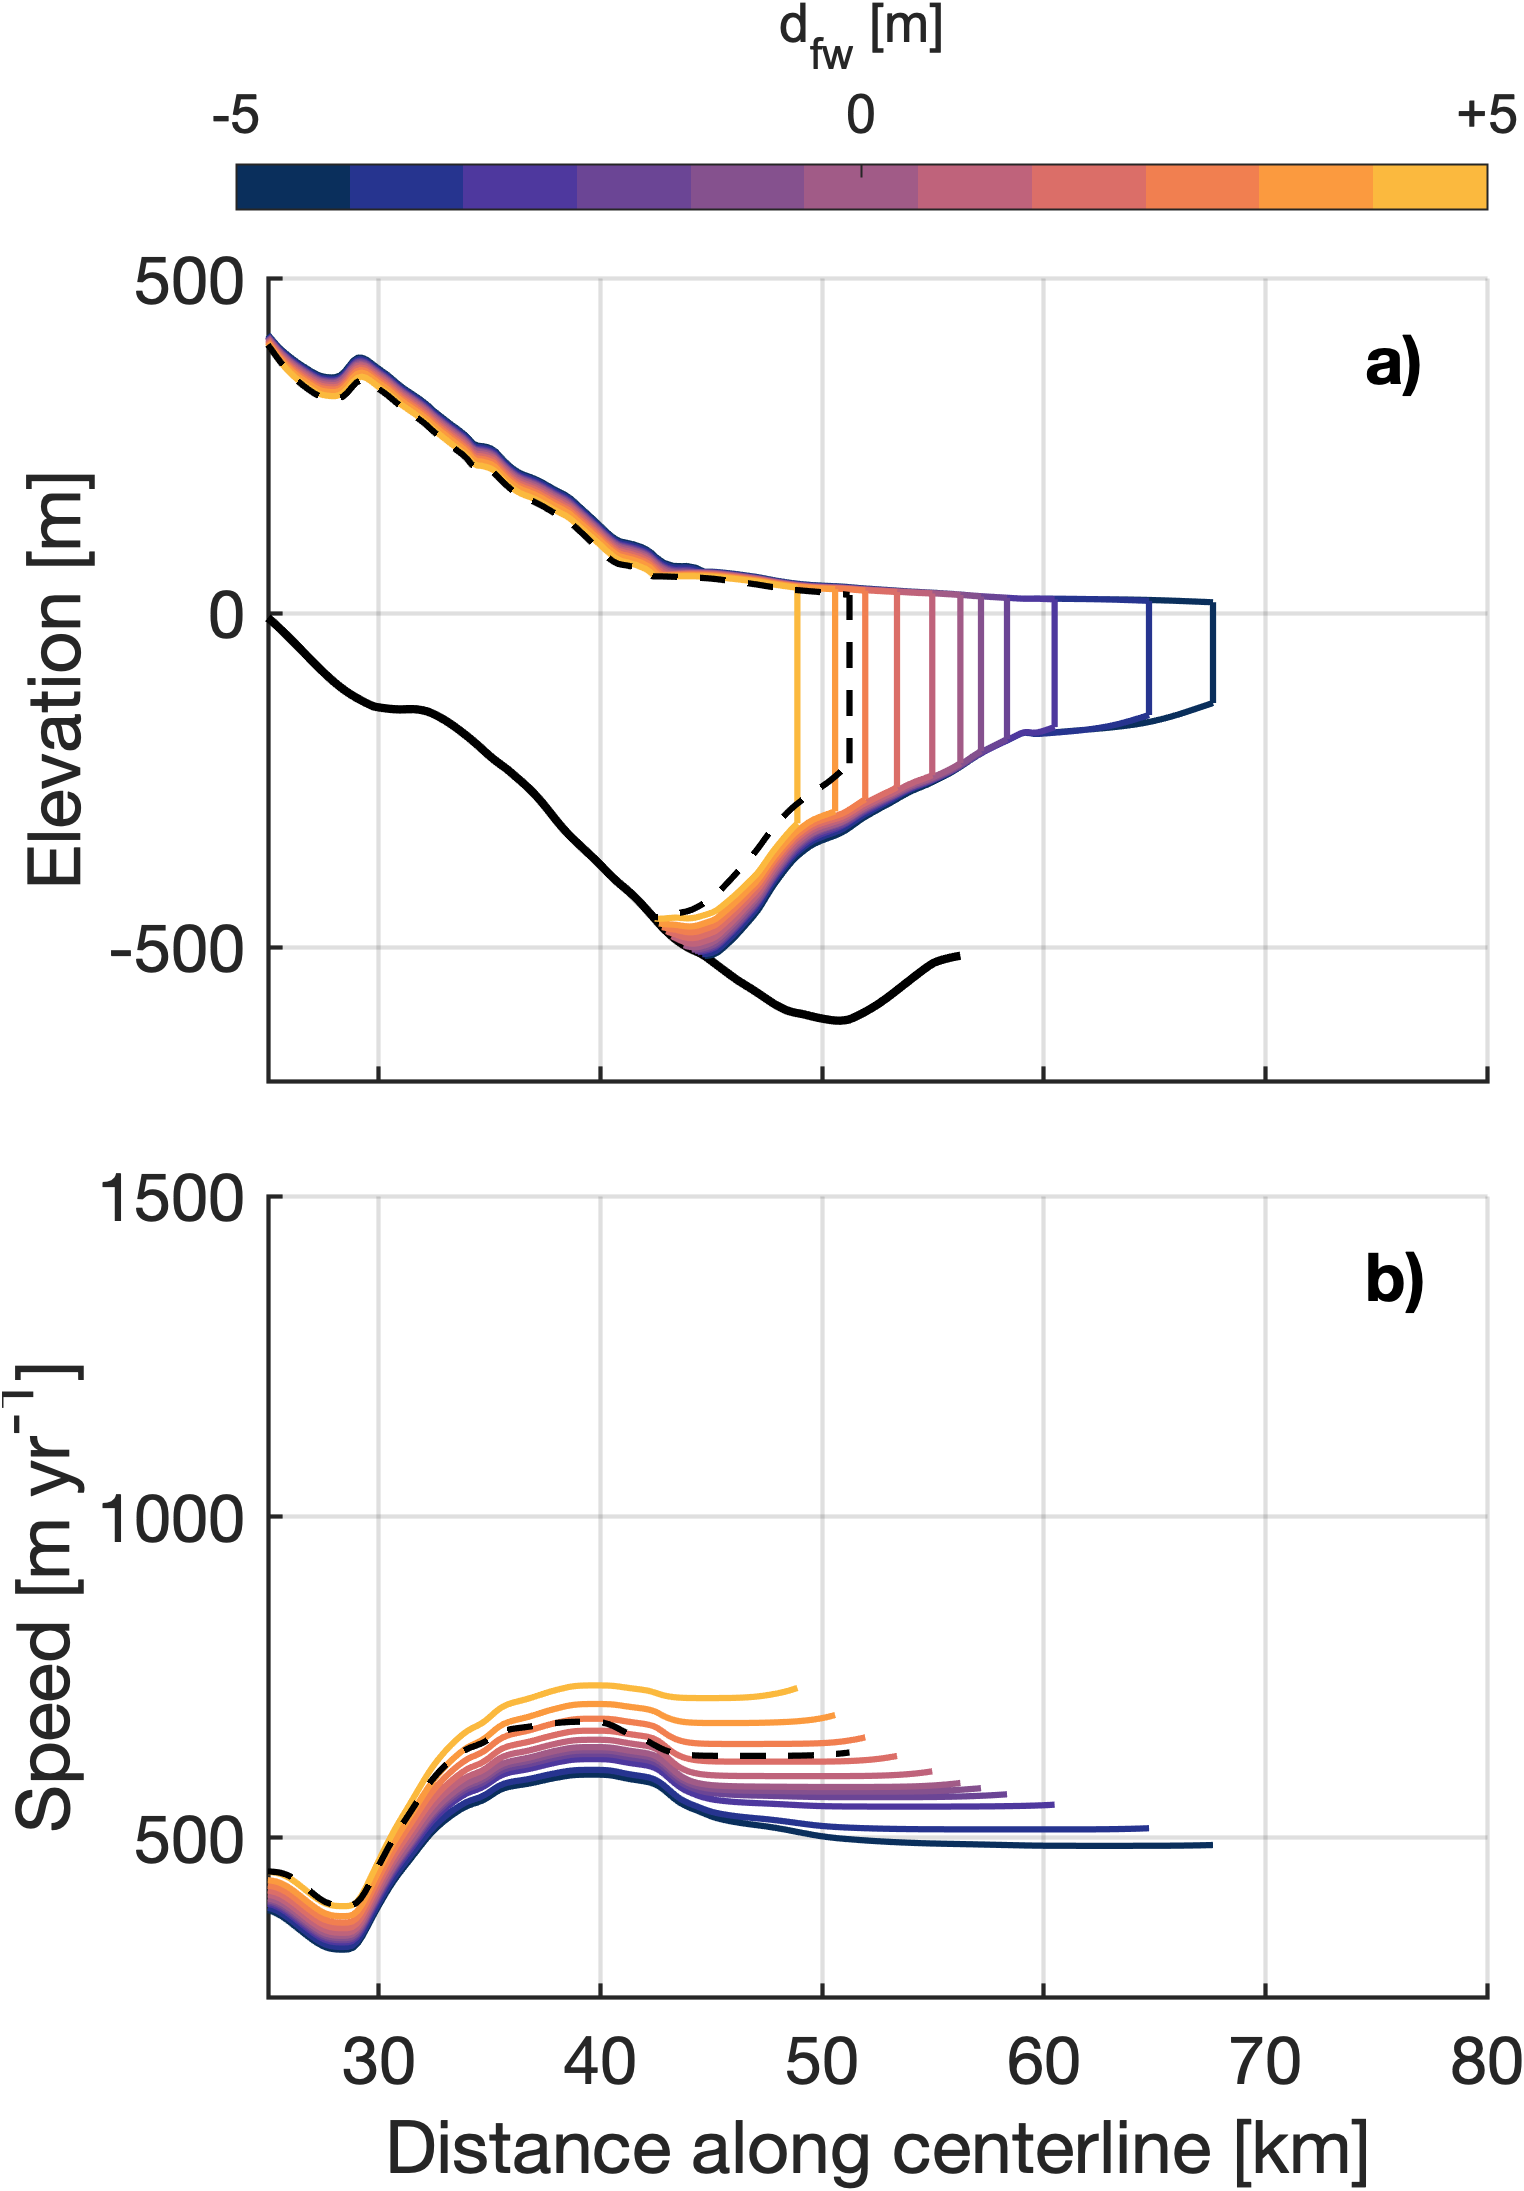 d_fw [m]
-5 0 +5
500
a)
0
-500
Elevation [m]
1500
b)
1000
500
Speed [m yr⁻¹]
30 40 50 60 70 80
Distance along centerline [km]